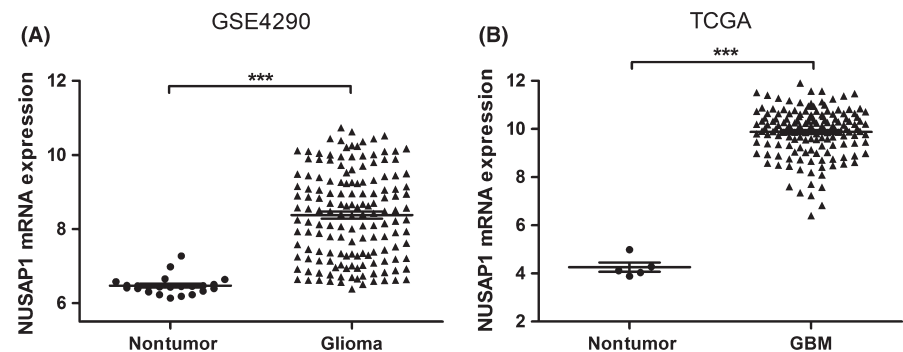 (A)
GSE4290
NUSAP1 mRNA expression
12
10
8
6
***
Nontumor
Glioma
(B)
TCGA
NUSAP1 mRNA expression
12
10
8
6
4
2
***
Nontumor
GBM